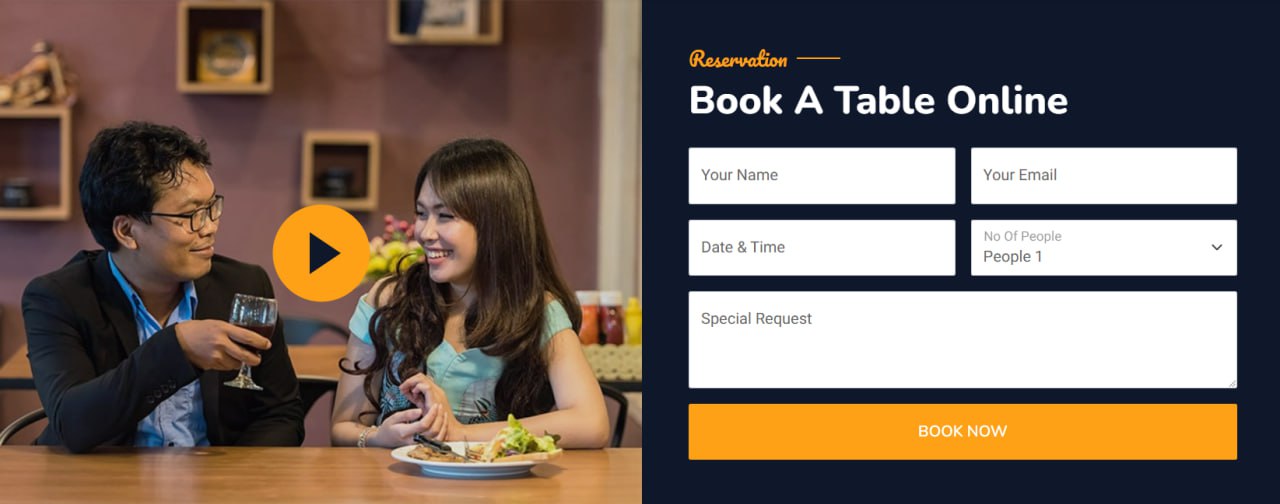 Reservation
Book A Table Online
Your Name
Your Email
Date & Time
No Of People
People 1
Special Request
BOOK NOW